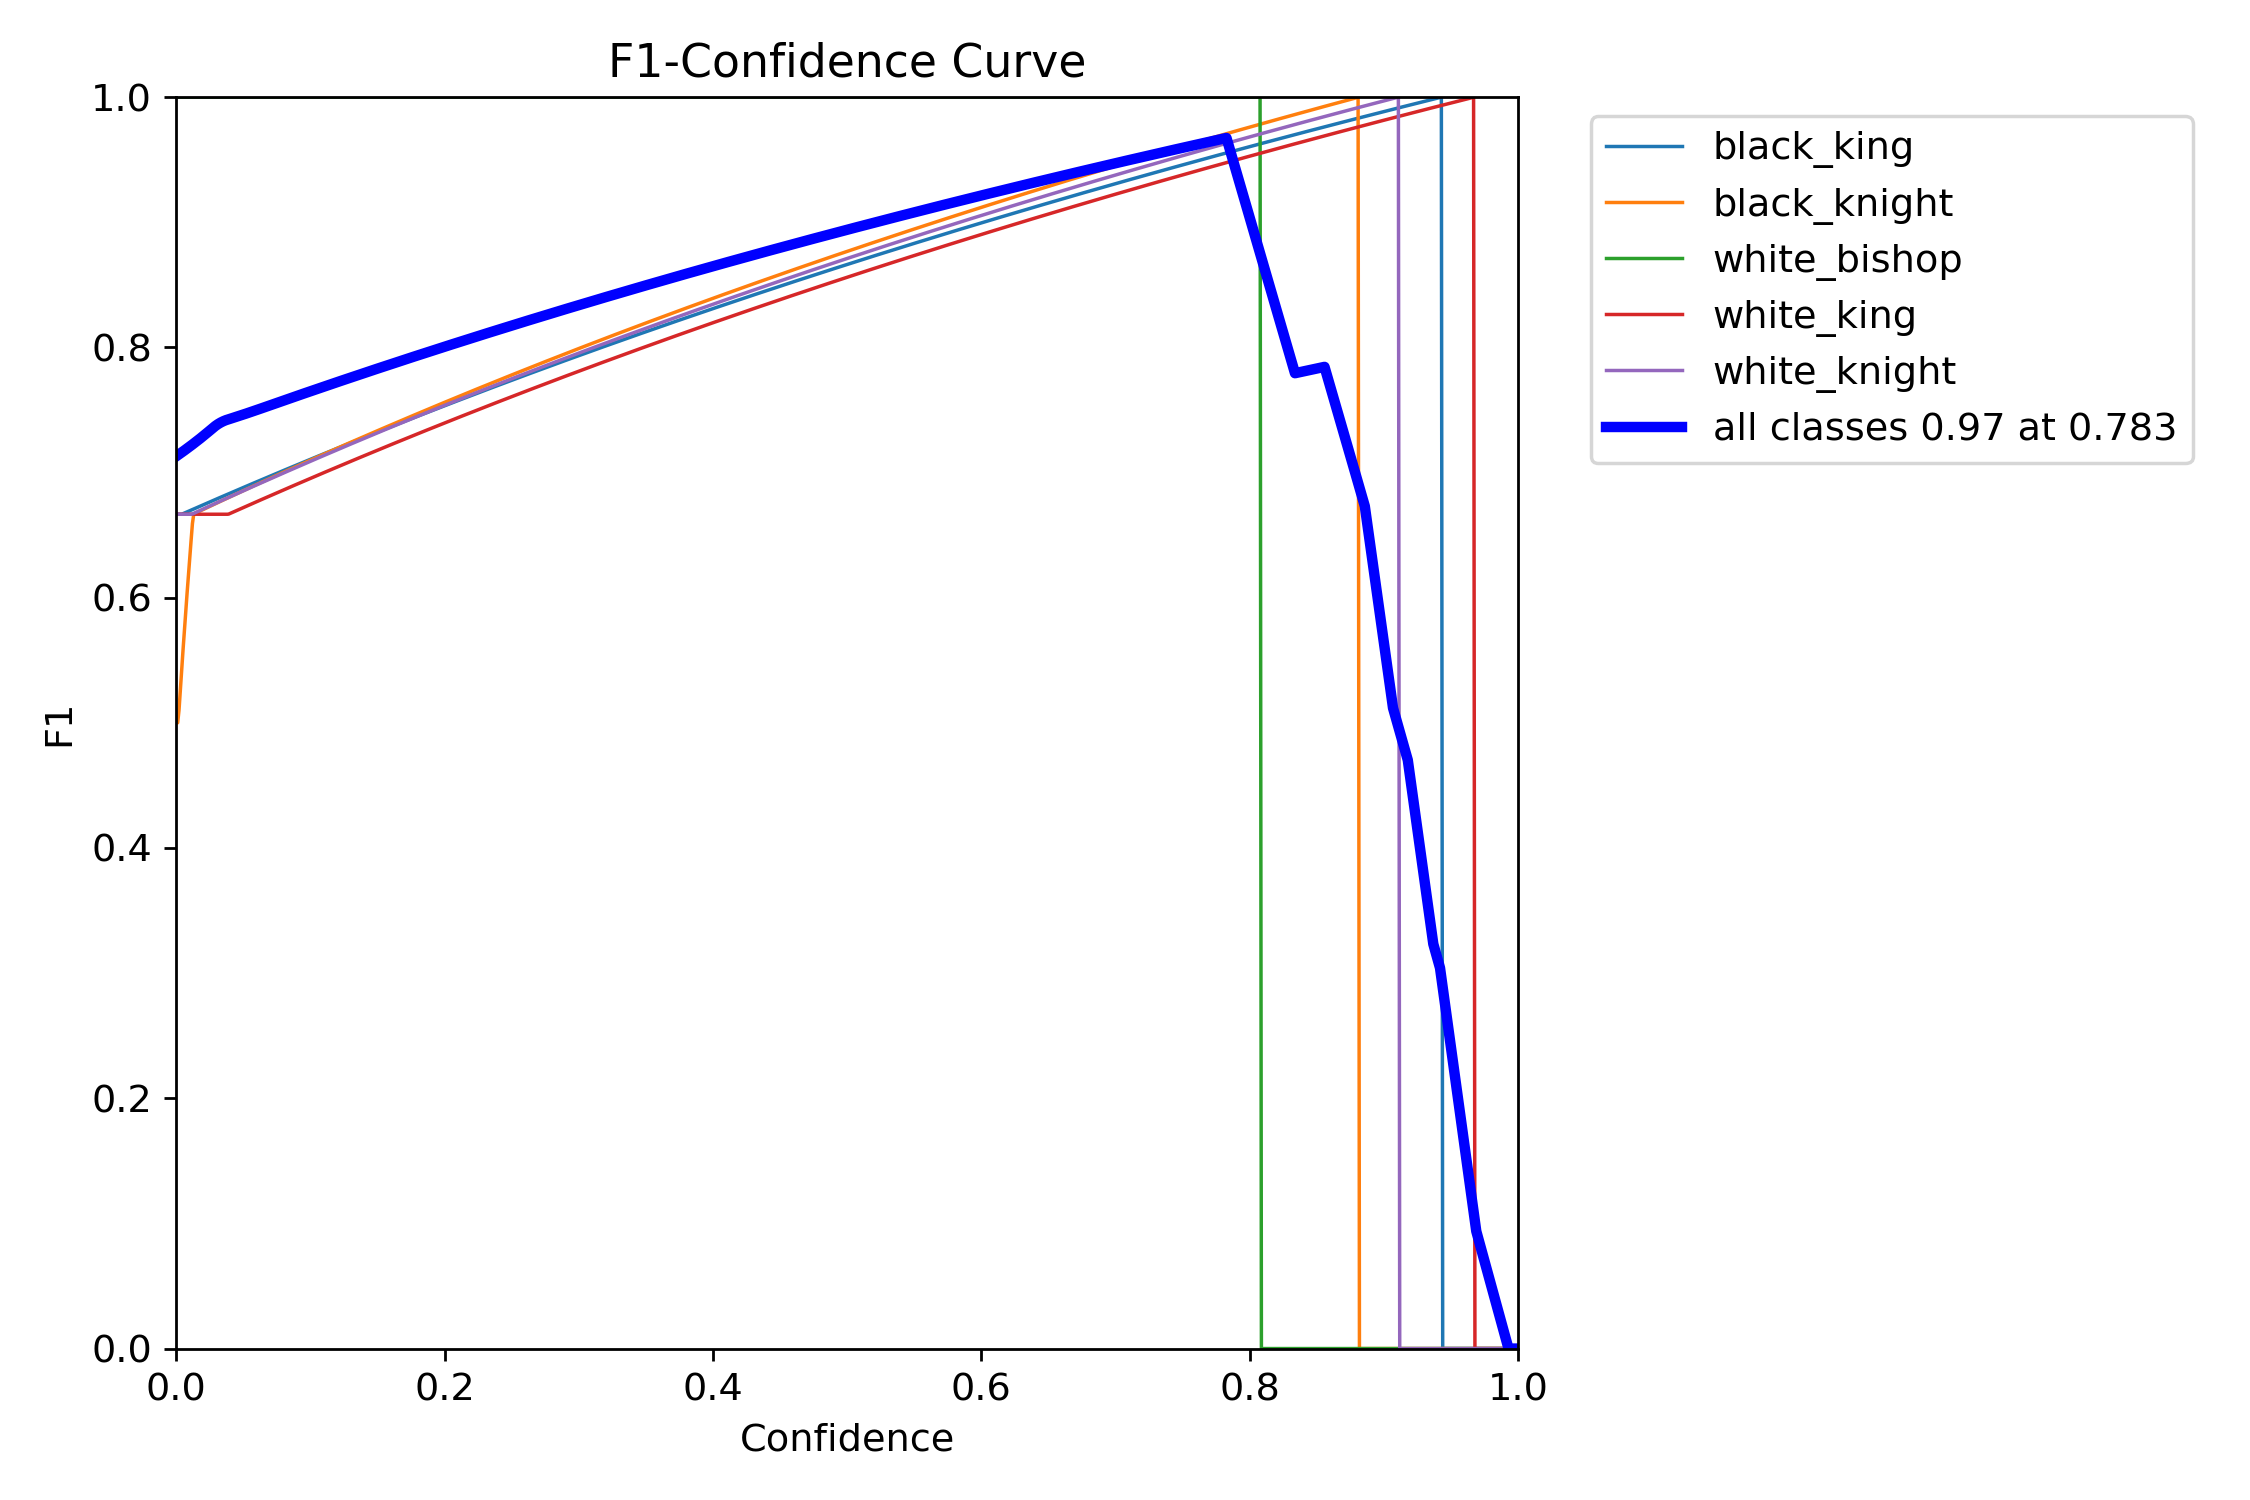 F1-Confidence Curve
1.0
0.8
0.6
0.4
0.2
0.0
F1
0.0 0.2 0.4 0.6 0.8 1.0
Confidence
black_king
black_knight
white_bishop
white_king
white_knight
all classes 0.97 at 0.783